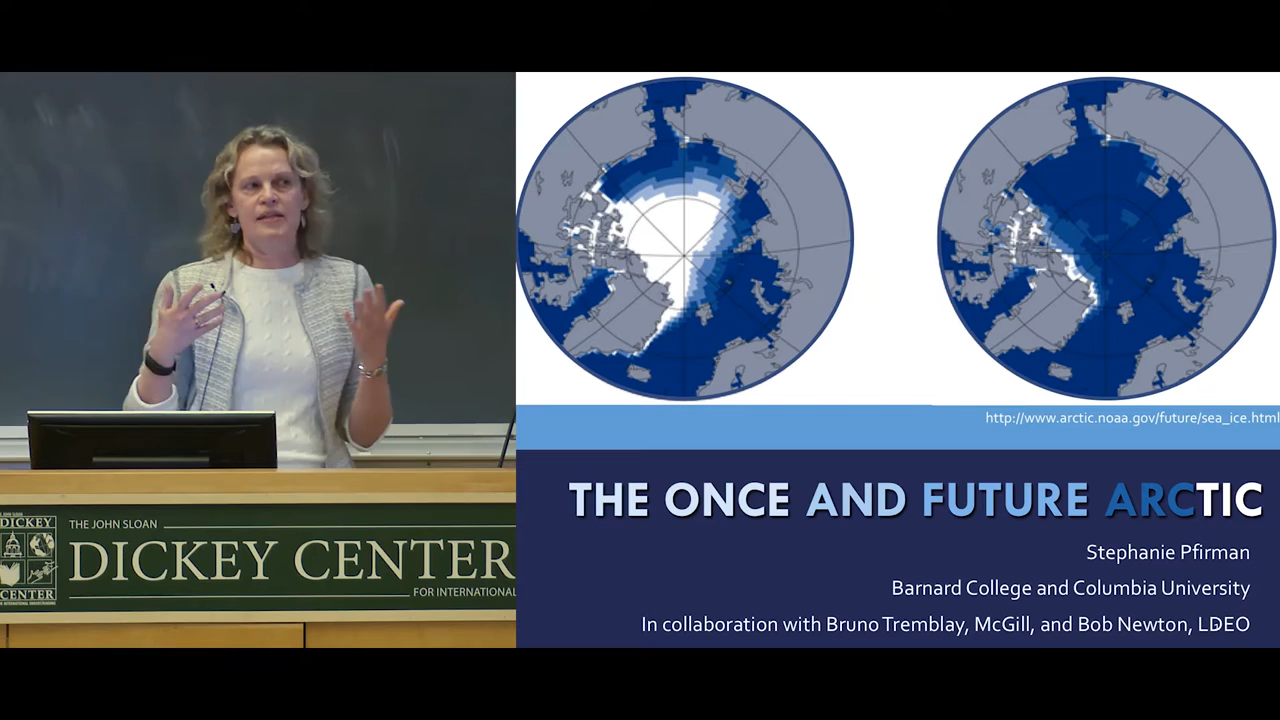 http://www.arctic.noaa.gov/future/sea_ice.html
THE ONCE AND FUTURE ARCTIC
Stephanie Pfirman
Barnard College and Columbia University
In collaboration with Bruno Tremblay, McGill, and Bob Newton, LDEO
THE JOHN SLOAN
DICKEY CENTER
FOR INTERNATIONAL
DICKEY
CENTER